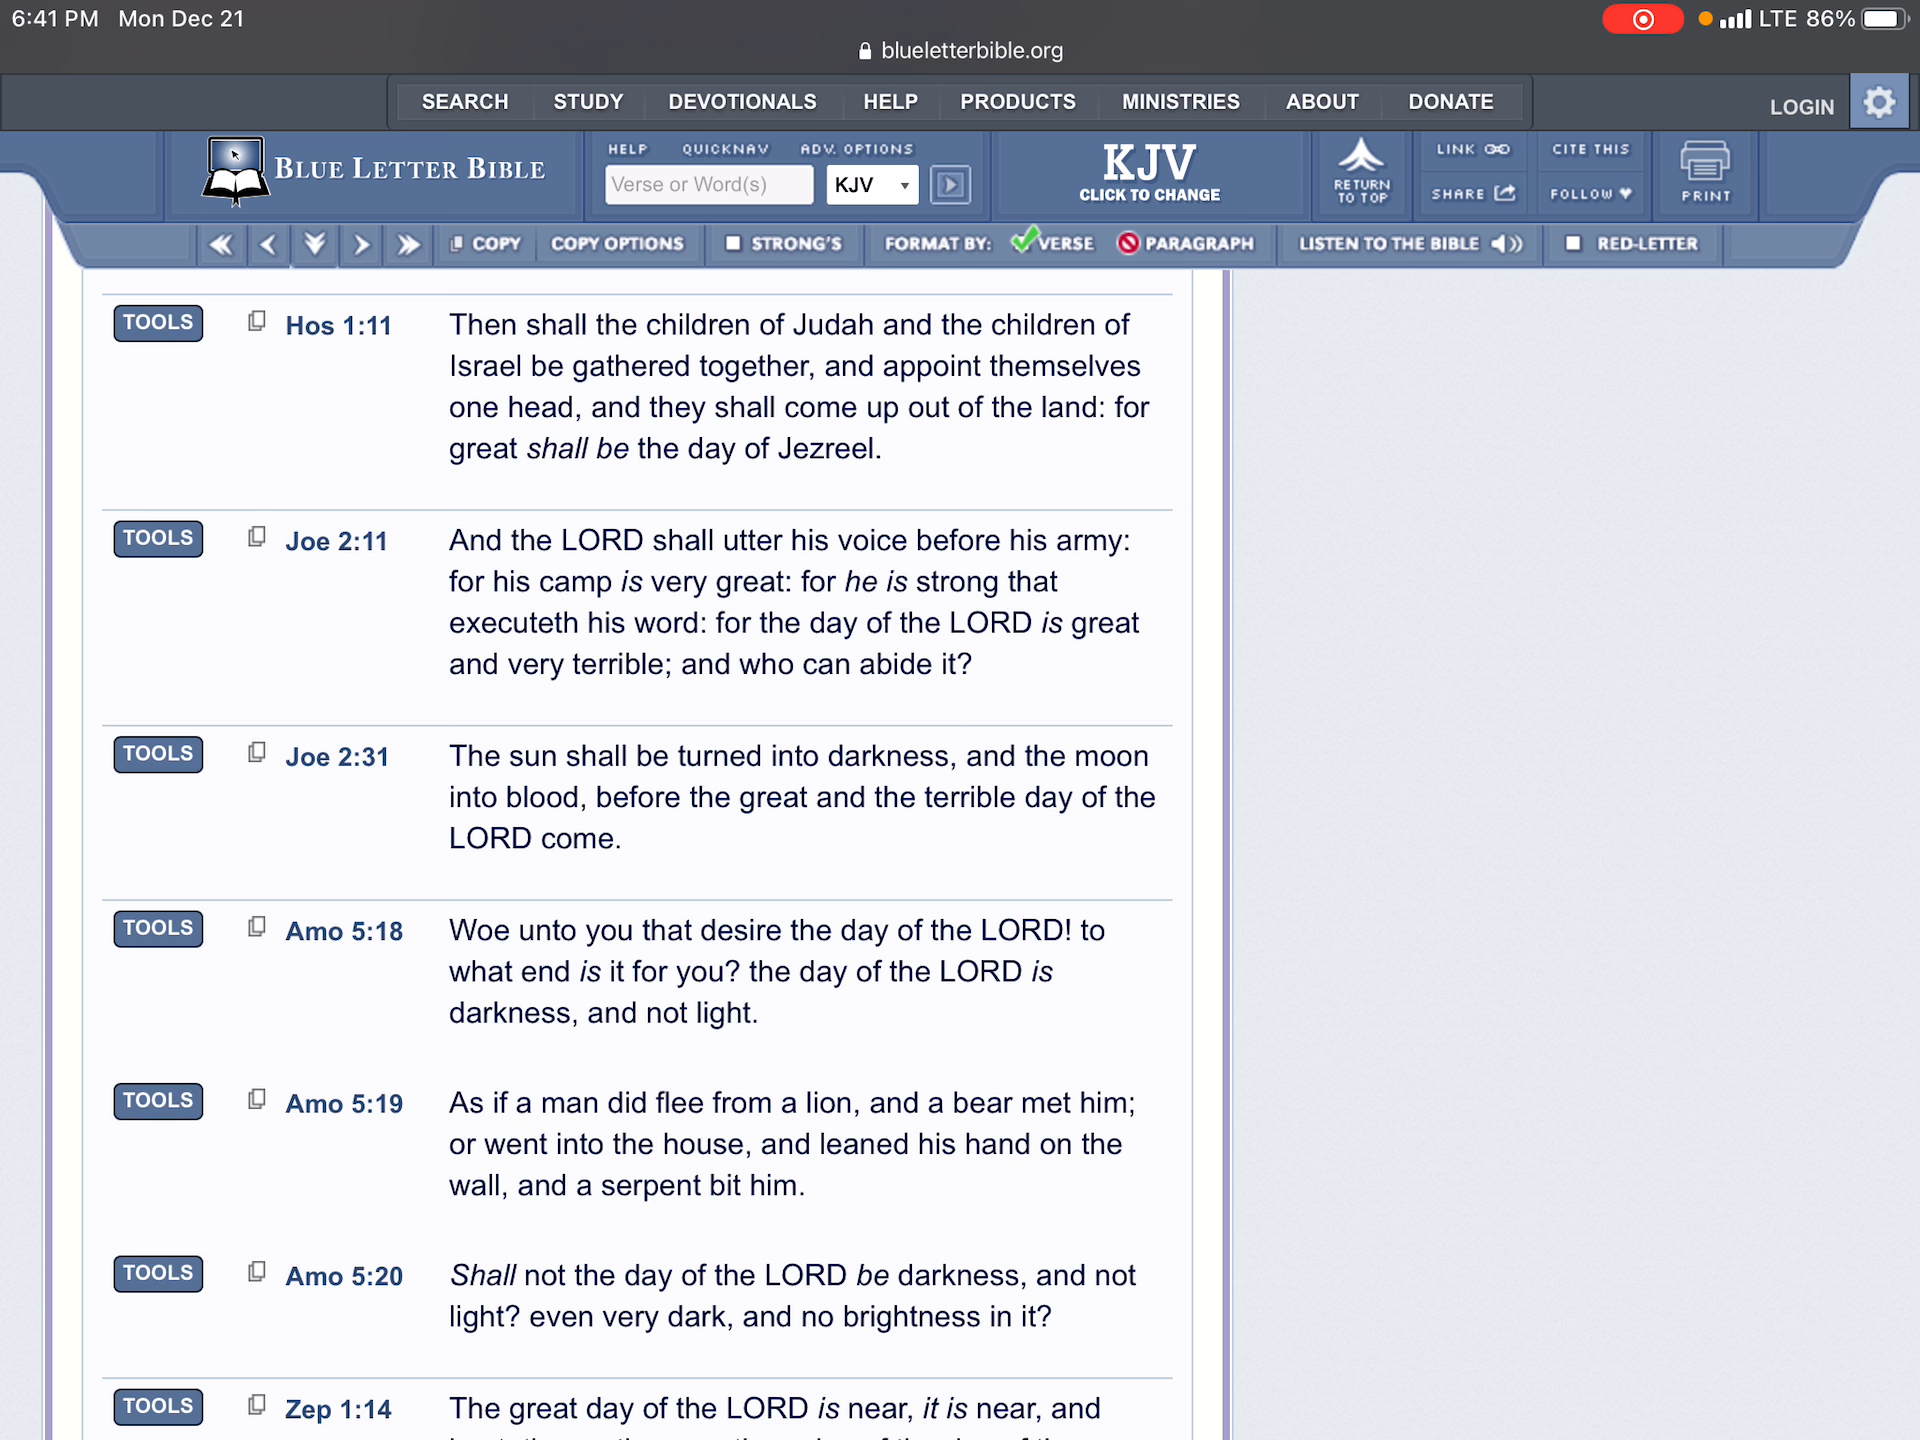 6:41 PM Mon Dec 21
LTE 86%
blueletterbible.org
SEARCH STUDY DEVOTIONALS HELP PRODUCTS MINISTRIES ABOUT DONATE
LOGIN
BLUE LETTER BIBLE
HELP QUICKNAV ADV. OPTIONS
Verse or Word(s) KJV
KJV
CLICK TO CHANGE
RETURN
TO TOP
LINK
SHARE
CITE THIS
FOLLOW
PRINT
COPY COPY OPTIONS STRONG'S FORMAT BY: VERSE PARAGRAPH LISTEN TO THE BIBLE RED-LETTER
TOOLS Hos 1:11 Then shall the children of Judah and the children of
Israel be gathered together, and appoint themselves
one head, and they shall come up out of the land: for
great shall be the day of Jezreel.
TOOLS Joe 2:11 And the LORD shall utter his voice before his army:
for his camp is very great: for he is strong that
executeth his word: for the day of the LORD is great
and very terrible; and who can abide it?
TOOLS Joe 2:31 The sun shall be turned into darkness, and the moon
into blood, before the great and the terrible day of the
LORD come.
TOOLS Amo 5:18 Woe unto you that desire the day of the LORD! to
what end is it for you? the day of the LORD is
darkness, and not light.
TOOLS Amo 5:19 As if a man did flee from a lion, and a bear met him;
or went into the house, and leaned his hand on the
wall, and a serpent bit him.
TOOLS Amo 5:20 Shall not the day of the LORD be darkness, and not
light? even very dark, and no brightness in it?
TOOLS Zep 1:14 The great day of the LORD is near, it is near, and